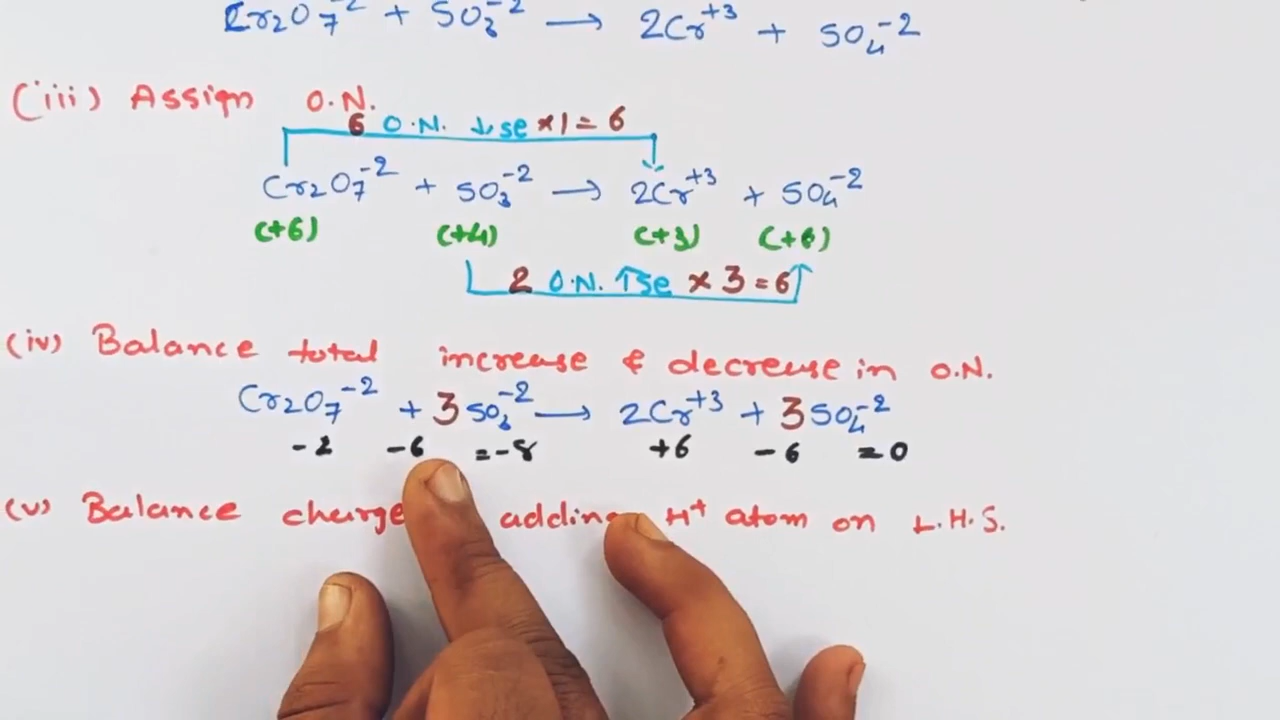 Cr2O7⁻² + SO3⁻² → 2Cr⁺³ + SO4⁻²
(iii) Assign O.N.
6 O.N. ↓se ×1 = 6
Cr2O7⁻² + SO3⁻² → 2Cr⁺³ + SO4⁻²
(+6) (+4) (+3) (+6)
2 O.N. ↑se × 3 = 6
(iv) Balance total increase & decrease in O.N.
Cr2O7⁻² + 3SO3⁻² → 2Cr⁺³ + 3SO4⁻²
-2 -6 =-8 +6 -6 =0
(v) Balance charge adding H⁺ atom on L.H.S.